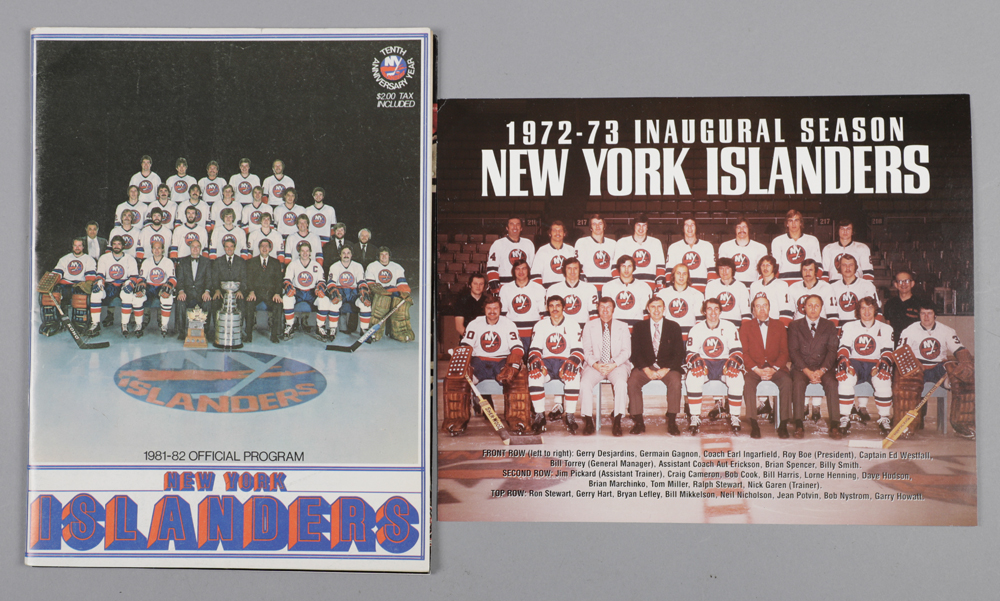 TENTH
ANNIVERSARY YEAR
NY
$2.00 TAX
INCLUDED
ISLANDERS
1981-82 OFFICIAL PROGRAM
NEW YORK
ISLANDERS
1972-73 INAUGURAL SEASON
NEW YORK ISLANDERS
FRONT ROW (left to right): Gerry Desjardins, Germain Gagnon, Coach Earl Ingarfield, Roy Boe (President), Captain Ed Westfall,
Bill Torrey (General Manager), Assistant Coach Aut Erickson, Brian Spencer, Billy Smith.
SECOND ROW: Jim Pickard (Assistant Trainer), Craig Cameron, Bob Cook, Bill Harris, Lorne Henning, Dave Hudson,
Brian Marchinko, Tom Miller, Ralph Stewart, Nick Garen (Trainer).
TOP ROW: Ron Stewart, Gerry Hart, Bryan Lefley, Bill Mikkelson, Neil Nicholson, Jean Potvin, Bob Nystrom, Garry Howatt.